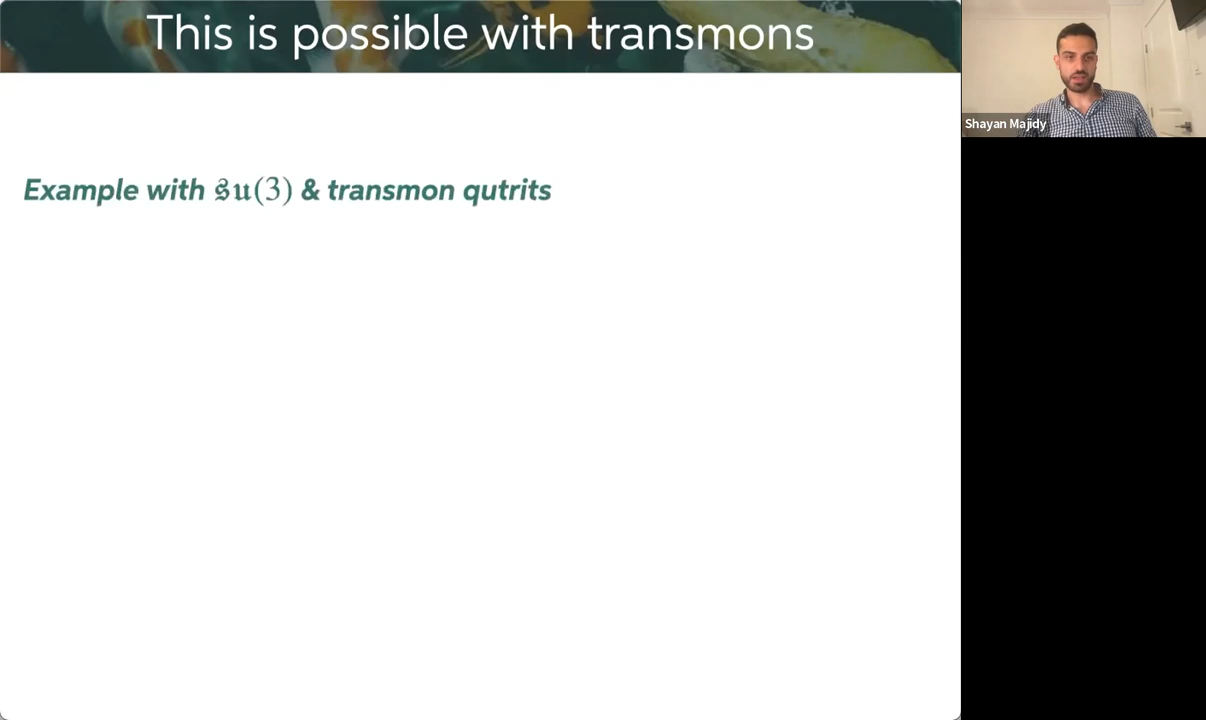 This is possible with transmons
Shayan Majidy
Example with 𝔰𝔲(3) & transmon qutrits